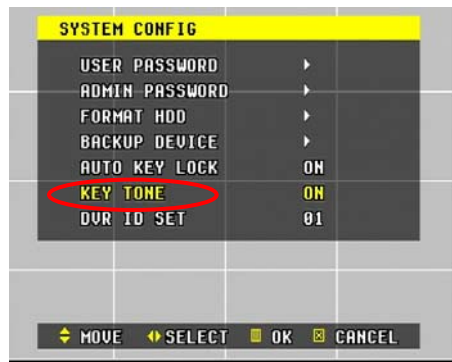 SYSTEM CONFIG
USER PASSWORD
ADMIN PASSWORD
FORMAT HDD
BACKUP DEVICE
AUTO KEY LOCK ON
KEY TONE ON
DVR ID SET 01
MOVE SELECT OK CANCEL